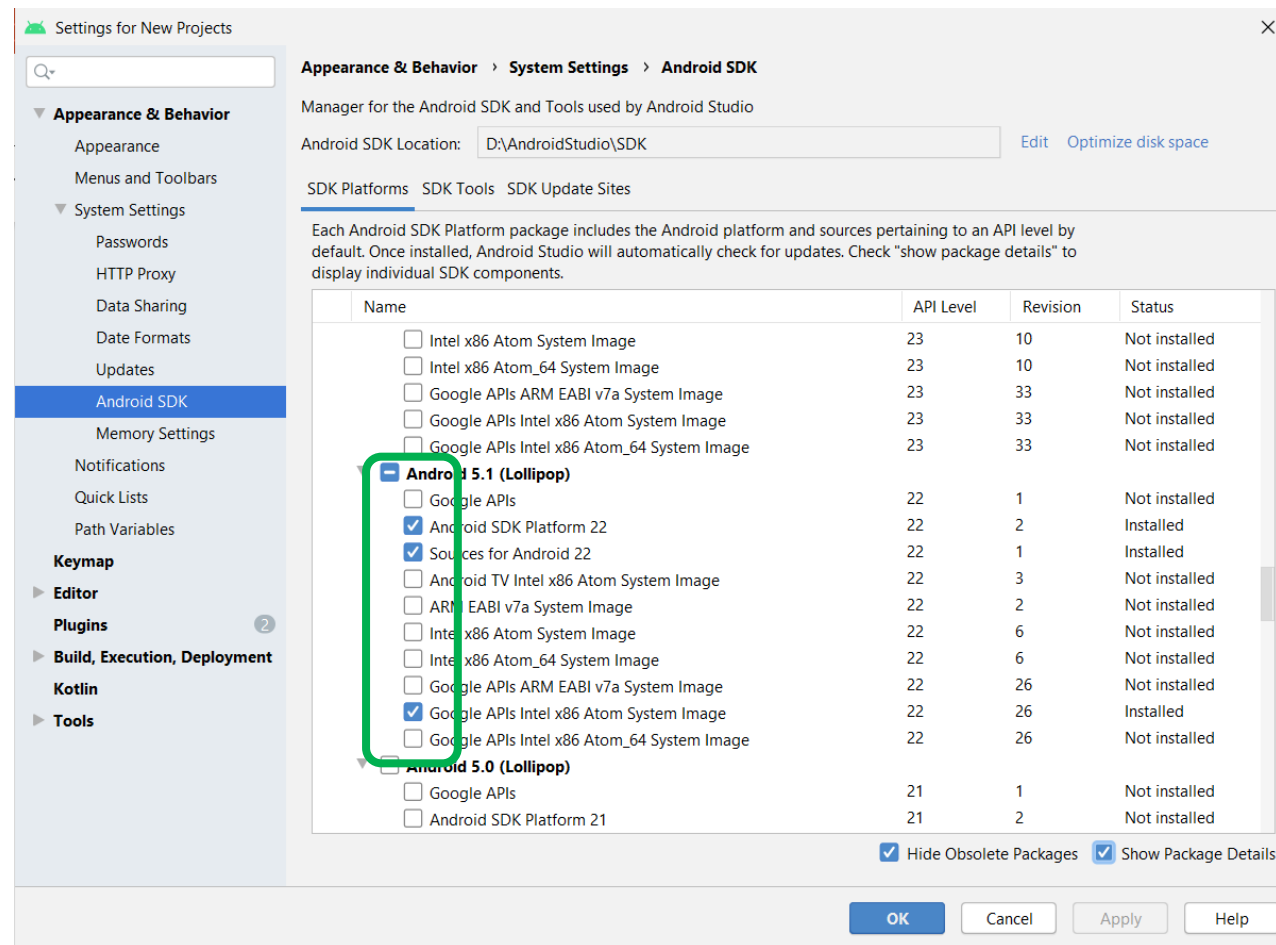 Settings for New Projects
Appearance & Behavior › System Settings › Android SDK
Manager for the Android SDK and Tools used by Android Studio
Android SDK Location: D:\AndroidStudio\SDK Edit Optimize disk space
SDK Platforms SDK Tools SDK Update Sites
Each Android SDK Platform package includes the Android platform and sources pertaining to an API level by
default. Once installed, Android Studio will automatically check for updates. Check "show package details" to
display individual SDK components.
Appearance & Behavior
Appearance
Menus and Toolbars
System Settings
Passwords
HTTP Proxy
Data Sharing
Date Formats
Updates
Android SDK
Memory Settings
Notifications
Quick Lists
Path Variables
Keymap
Editor
Plugins 2
Build, Execution, Deployment
Kotlin
Tools
Name API Level Revision Status
Intel x86 Atom System Image 23 10 Not installed
Intel x86 Atom_64 System Image 23 10 Not installed
Google APIs ARM EABI v7a System Image 23 33 Not installed
Google APIs Intel x86 Atom System Image 23 33 Not installed
Google APIs Intel x86 Atom_64 System Image 23 33 Not installed
Android 5.1 (Lollipop)
Google APIs 22 1 Not installed
Android SDK Platform 22 22 2 Installed
Sources for Android 22 22 1 Installed
Android TV Intel x86 Atom System Image 22 3 Not installed
ARM EABI v7a System Image 22 2 Not installed
Intel x86 Atom System Image 22 6 Not installed
Intel x86 Atom_64 System Image 22 6 Not installed
Google APIs ARM EABI v7a System Image 22 26 Not installed
Google APIs Intel x86 Atom System Image 22 26 Installed
Google APIs Intel x86 Atom_64 System Image 22 26 Not installed
Android 5.0 (Lollipop)
Google APIs 21 1 Not installed
Android SDK Platform 21 21 2 Not installed
Hide Obsolete Packages Show Package Details
OK Cancel Apply Help